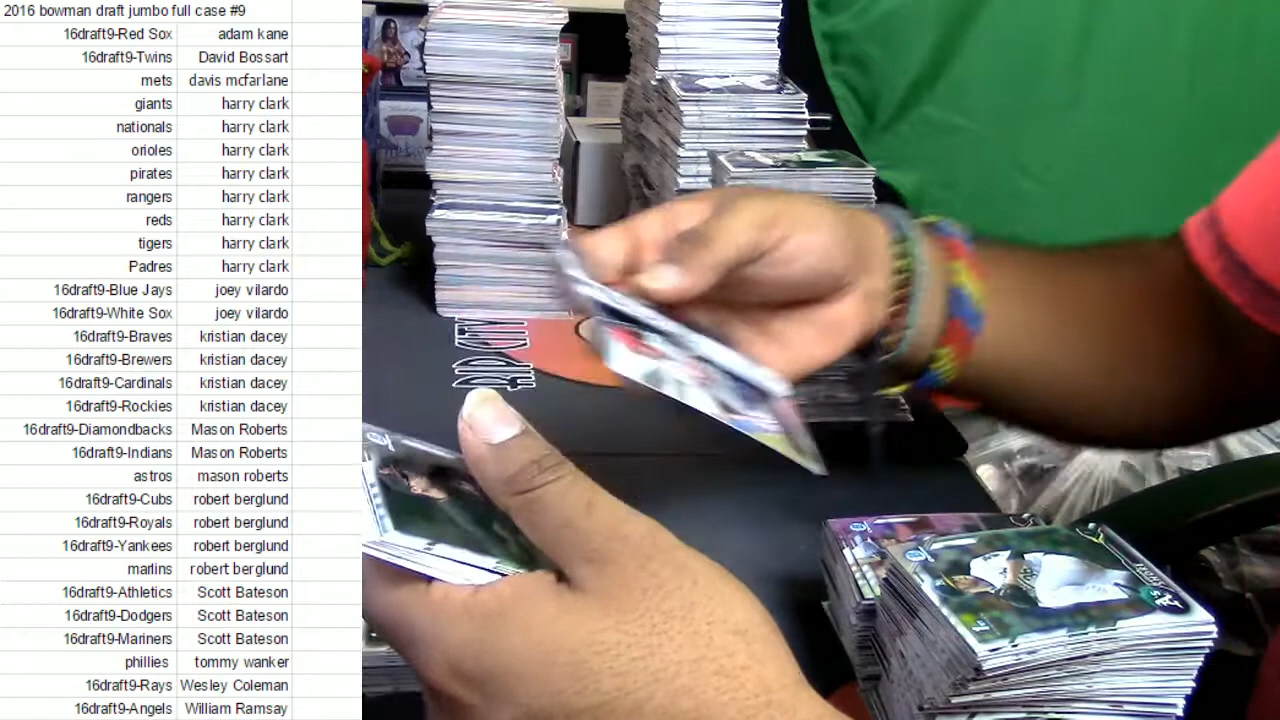 2016 bowman draft jumbo full case #9
16draft9-Red Sox adam kane
16draft9-Twins David Bossart
mets davis mcfarlane
giants harry clark
nationals harry clark
orioles harry clark
pirates harry clark
rangers harry clark
reds harry clark
tigers harry clark
Padres harry clark
16draft9-Blue Jays joey vilardo
16draft9-White Sox joey vilardo
16draft9-Braves kristian dacey
16draft9-Brewers kristian dacey
16draft9-Cardinals kristian dacey
16draft9-Rockies kristian dacey
16draft9-Diamondbacks Mason Roberts
16draft9-Indians Mason Roberts
astros mason roberts
16draft9-Cubs robert berglund
16draft9-Royals robert berglund
16draft9-Yankees robert berglund
marlins robert berglund
16draft9-Athletics Scott Bateson
16draft9-Dodgers Scott Bateson
16draft9-Mariners Scott Bateson
phillies tommy wanker
16draft9-Rays Wesley Coleman
16draft9-Angels William Ramsay
RIP CITY
A's